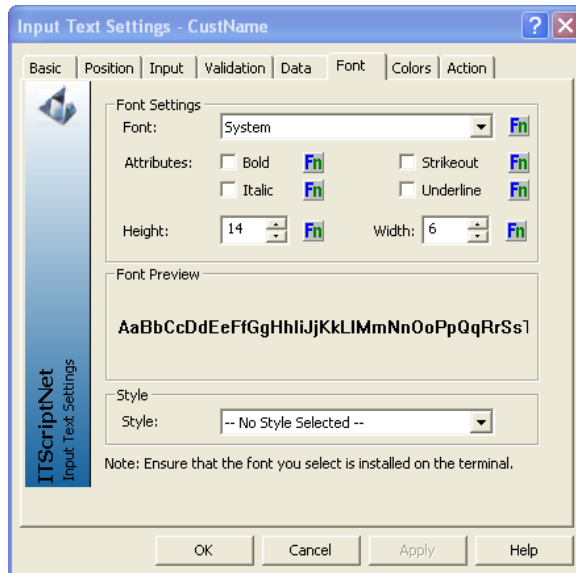 Input Text Settings - CustName
Basic Position Input Validation Data Font Colors Action
Font Settings
Font: System Fn
Attributes: Bold Fn Strikeout Fn
Italic Fn Underline Fn
Height: 14 Fn Width: 6 Fn
Font Preview
AaBbCcDdEeFfGgHhIiJjKkLlMmNnOoPpQqRrSsT
Style
Style: -- No Style Selected --
ITScriptNet
Input Text Settings
Note: Ensure that the font you select is installed on the terminal.
OK Cancel Apply Help